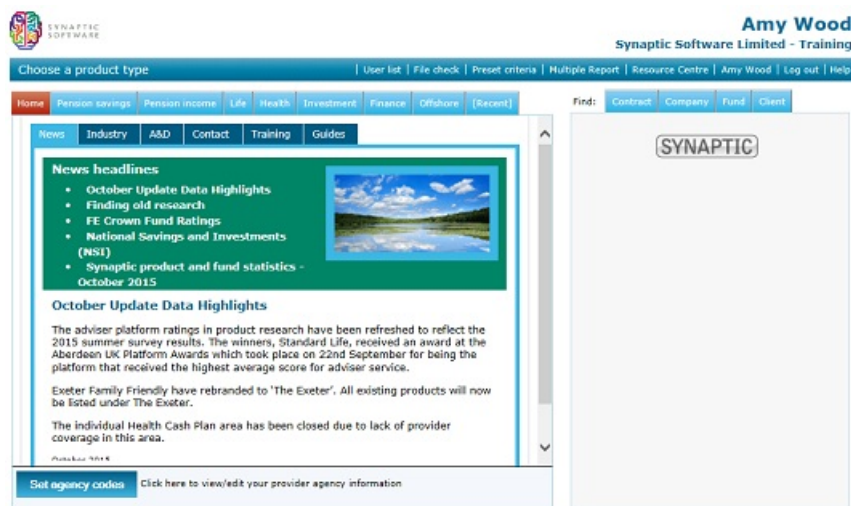 SYNAPTIC
SOFTWARE
Amy Wood
Synaptic Software Limited - Training
Choose a product type
| User list | File check | Preset criteria | Multiple Report | Resource Centre | Amy Wood | Log out | Help
Home Pension savings Pension income Life Health Investment Finance Offshore [Recent]
Find: Contract Company Fund Client
News Industry A&D Contact Training Guides
SYNAPTIC
News headlines
• October Update Data Highlights
• Finding old research
• FE Crown Fund Ratings
• National Savings and Investments
(NSI)
• Synaptic product and fund statistics -
October 2015
October Update Data Highlights
The adviser platform ratings in product research have been refreshed to reflect the
2015 summer survey results. The winners, Standard Life, received an award at the
Aberdeen UK Platform Awards which took place on 22nd September for being the
platform that received the highest average score for adviser service.
Exeter Family Friendly have rebranded to 'The Exeter'. All existing products will now
be listed under The Exeter.
The individual Health Cash Plan area has been closed due to lack of provider
coverage in this area.
October 2015
Set agency codes Click here to view/edit your provider agency information